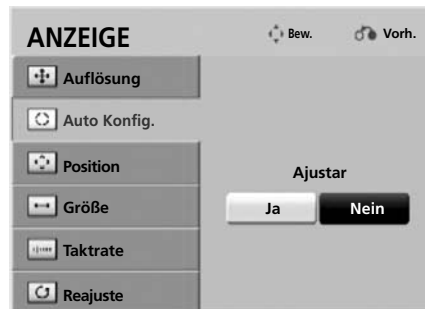 ANZEIGE
Bew. Vorh.
Auflösung
Auto Konfig.
Position
Größe
Taktrate
Reajuste
Ajustar
Ja Nein